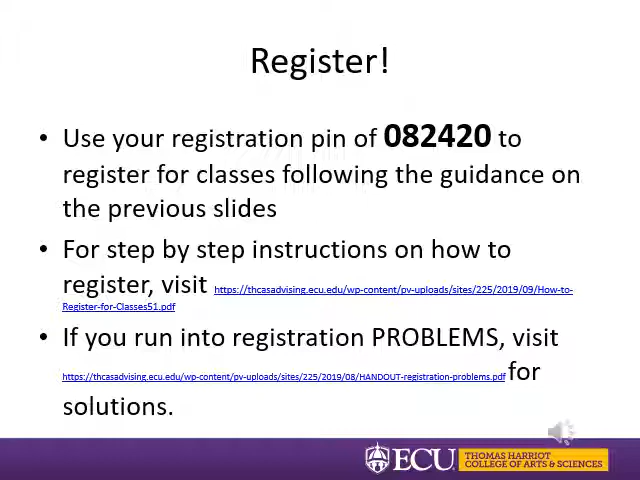 Register!
• Use your registration pin of 082420 to
register for classes following the guidance on
the previous slides
• For step by step instructions on how to
register, visit https://thcasadvising.ecu.edu/wp-content/pv-uploads/sites/225/2019/09/How-to-
Register-for-Classes51.pdf
• If you run into registration PROBLEMS, visit
https://thcasadvising.ecu.edu/wp-content/pv-uploads/sites/225/2019/08/HANDOUT-registration-problems.pdf for
solutions.
ECU THOMAS HARRIOT
COLLEGE OF ARTS & SCIENCES